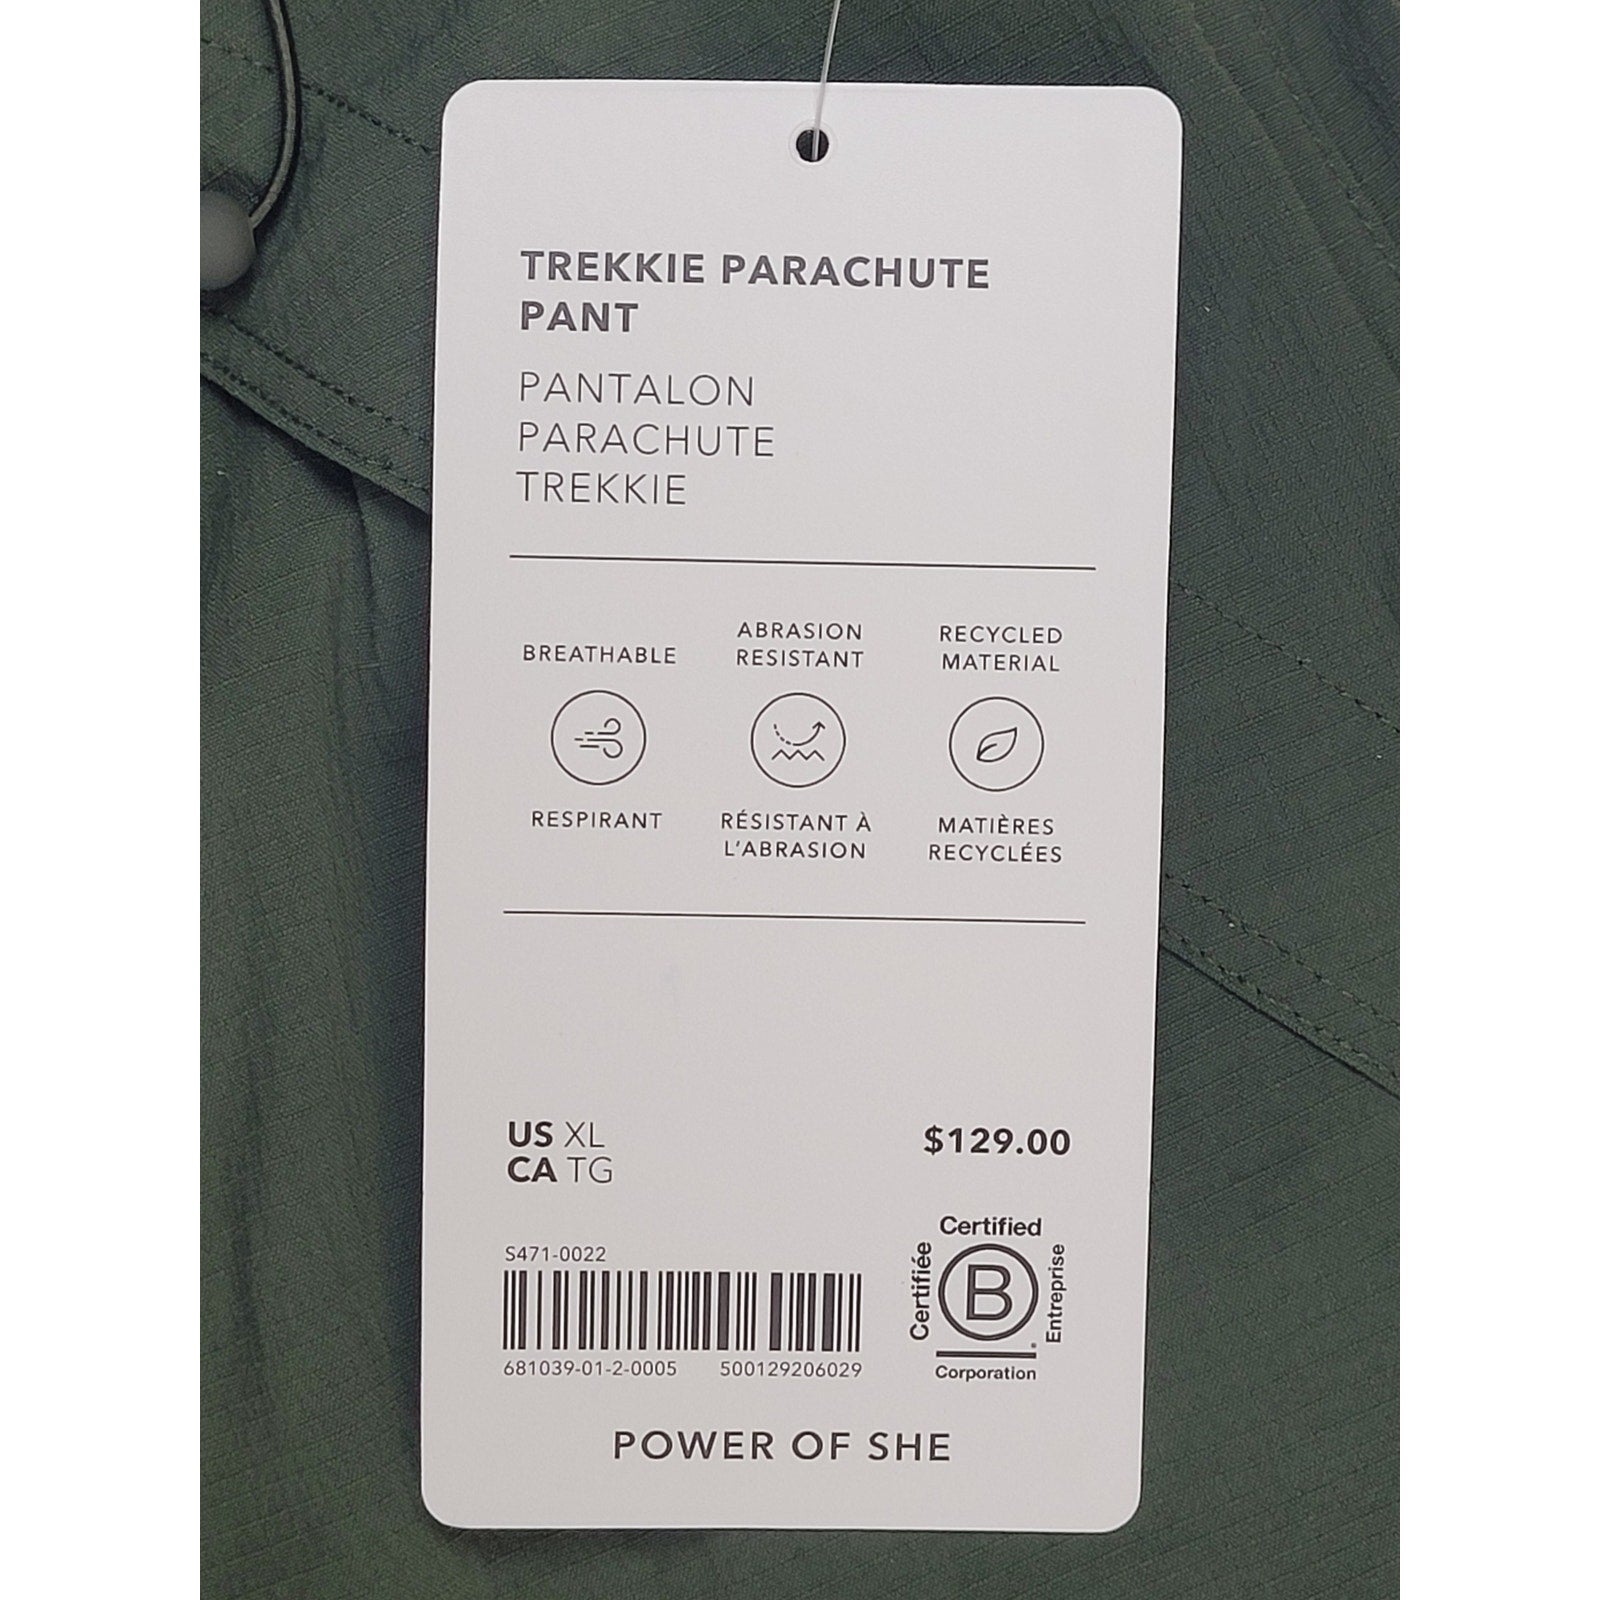 TREKKIE PARACHUTE
PANT
PANTALON
PARACHUTE
TREKKIE
BREATHABLE
RESPIRANT
ABRASION
RESISTANT
RÉSISTANT À
L'ABRASION
RECYCLED
MATERIAL
MATIÈRES
RECYCLÉES
US XL
CA TG
$129.00
S471-0022
681039-01-2-0005 500129206029
Certified
Certifiée
B
Entreprise
Corporation
POWER OF SHE